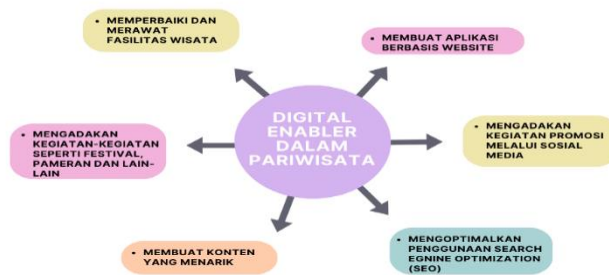 • MEMPERBAIKI DAN
MERAWAT
FASILITAS WISATA
• MEMBUAT APLIKASI
BERBASIS WEBSITE
DIGITAL
ENABLER
DALAM
PARIWISATA
• MENGADAKAN
KEGIATAN-KEGIATAN
SEPERTI FESTIVAL,
PAMERAN DAN LAIN-
LAIN
• MENGADAKAN
KEGIATAN PROMOSI
MELALUI SOSIAL
MEDIA
• MEMBUAT KONTEN
YANG MENARIK
• MENGOPTIMALKAN
PENGGUNAAN SEARCH
EGNINE OPTIMIZATION
(SEO)